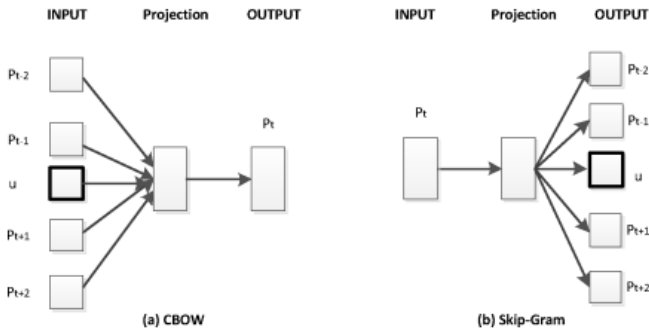 INPUT Projection OUTPUT
Pt-2
Pt-1
u
Pt+1
Pt+2
Pt
(a) CBOW
INPUT Projection OUTPUT
Pt
Pt-2
Pt-1
u
Pt+1
Pt+2
(b) Skip-Gram